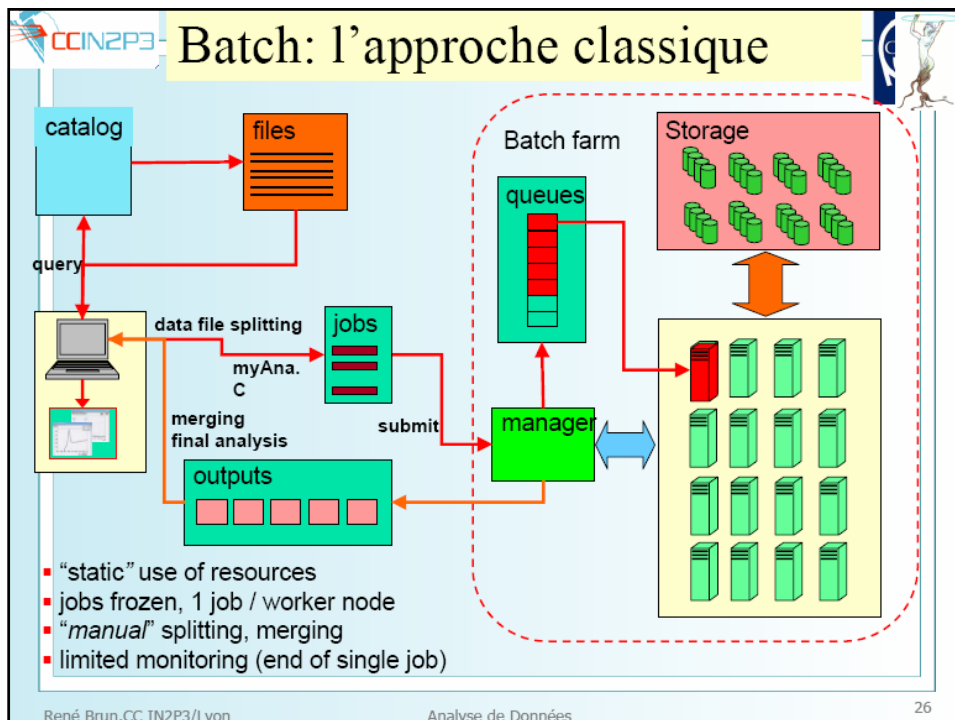 CCIN2P3
Batch: l’approche classique
catalog
files
Batch farm
Storage
queues
query
data file splitting
jobs
myAna.
C
merging
final analysis
submit
manager
outputs
“static” use of resources
jobs frozen, 1 job / worker node
“manual” splitting, merging
limited monitoring (end of single job)
René Brun,CC IN2P3/Lyon
Analyse de Données
26